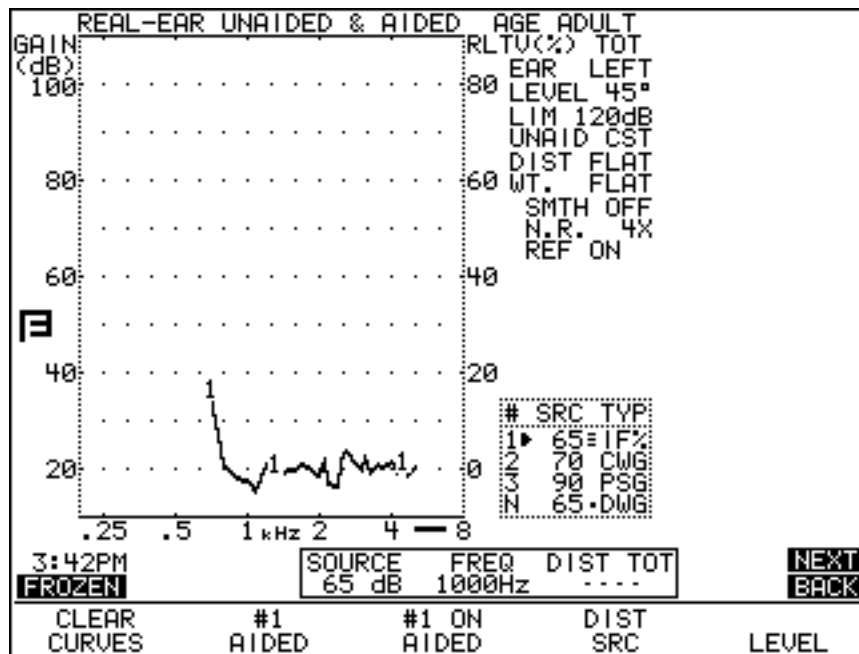 REAL-EAR UNAIDED & AIDED AGE ADULT
GAIN RLTV(%) TOT
(dB) EAR LEFT
100 80 LEVEL 45°
LIM 120dB
UNAID CST
DIST FLAT
80 60 WT. FLAT
SMTH OFF
N.R. 4X
REF ON
60 40
40 20
1
# SRC TYP
1 65 IF%
2 70 CWG
3 90 PSG
N 65 DWG
20 1 1 0
.25 .5 1 kHz 2 4 8
3:42PM SOURCE FREQ DIST TOT NEXT
FROZEN 65 dB 1000Hz ---- BACK
CLEAR #1 #1 ON DIST
CURVES AIDED AIDED SRC LEVEL